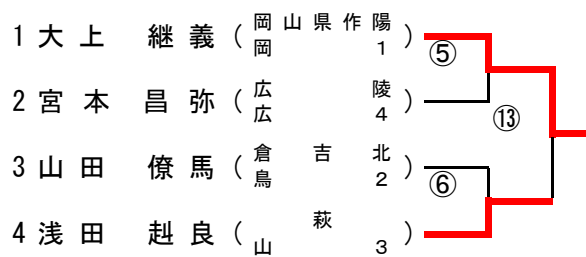 1 大上 継義 (岡山県作陽 岡1)
⑤
2 宮本 昌弥 (広陵 広4)
⑬
3 山田 僚馬 (倉吉北 鳥2)
⑥
4 浅田 赳良 (萩 山3)